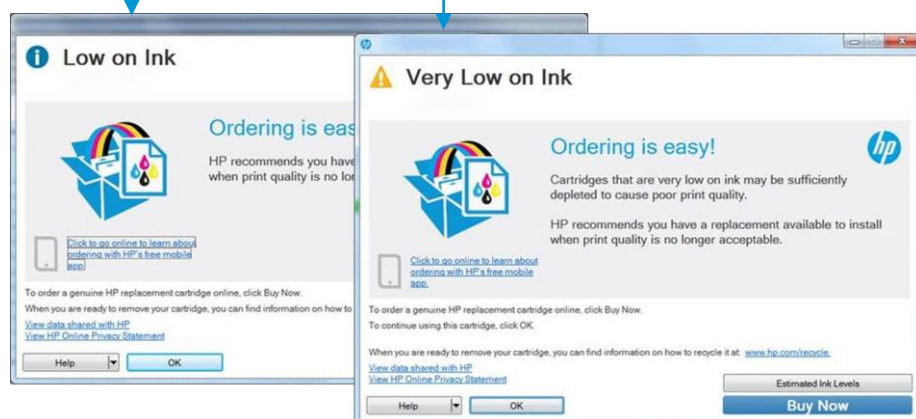 Low on Ink
Ordering is eas
HP recommends you have
when print quality is no lon
Click to go online to learn about
ordering with HP's free mobile
app.
To order a genuine HP replacement cartridge online, click Buy Now.
When you are ready to remove your cartridge, you can find information on how to
View data shared with HP
View HP Online Privacy Statement
Help
OK
hp
Very Low on Ink
Ordering is easy!
hp
Cartridges that are very low on ink may be sufficiently
depleted to cause poor print quality.
HP recommends you have a replacement available to install
when print quality is no longer acceptable.
Click to go online to learn about
ordering with HP's free mobile
app.
To order a genuine HP replacement cartridge online, click Buy Now.
To continue using this cartridge, click OK.
When you are ready to remove your cartridge, you can find information on how to recycle it at: www.hp.com/recycle.
View data shared with HP
View HP Online Privacy Statement
Estimated Ink Levels
Help
OK
Buy Now